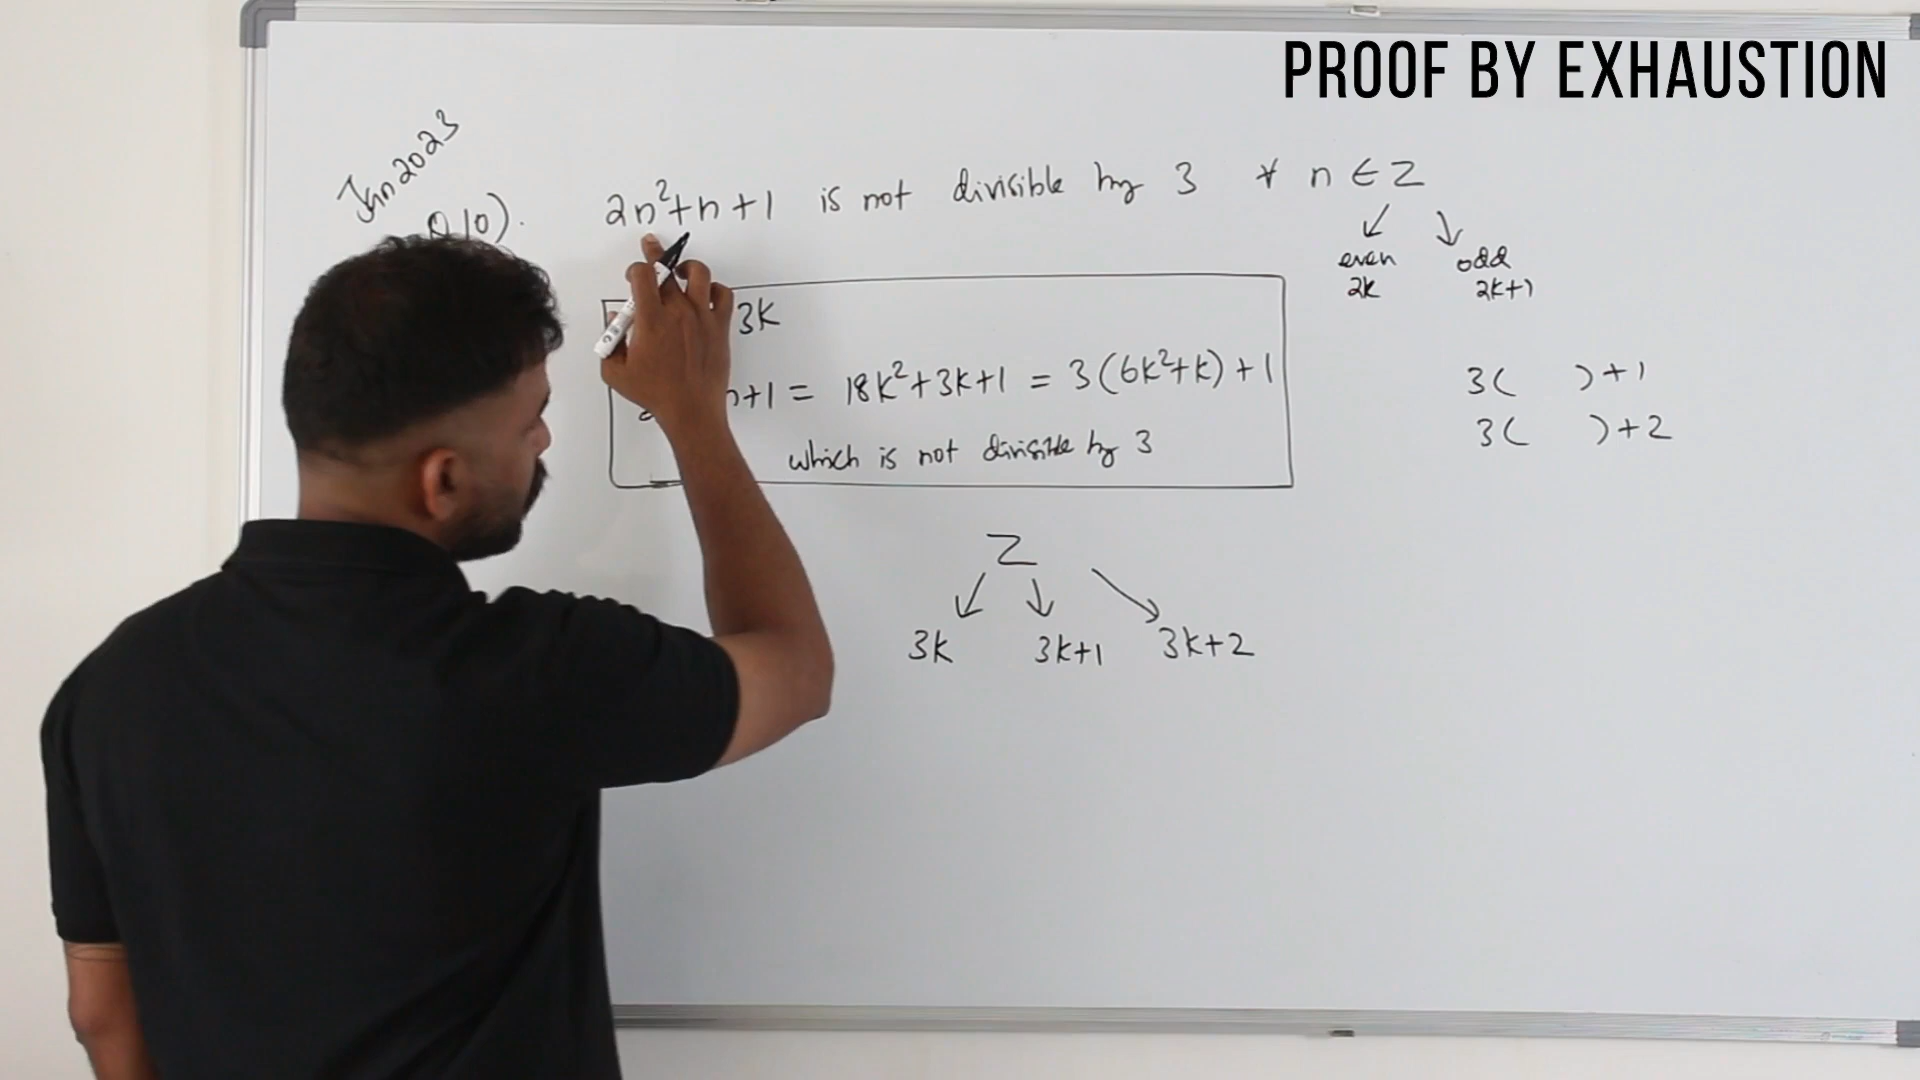 PROOF BY EXHAUSTION
Jan 2023
Q10).
2n²+n+1 is not divisible by 3 ∀ n ∈ Z
even odd
2k 2k+1
3k
n+1 = 18k²+3k+1 = 3(6k²+k)+1
which is not divisible by 3
3( )+1
3( )+2
Z
3k 3k+1 3k+2